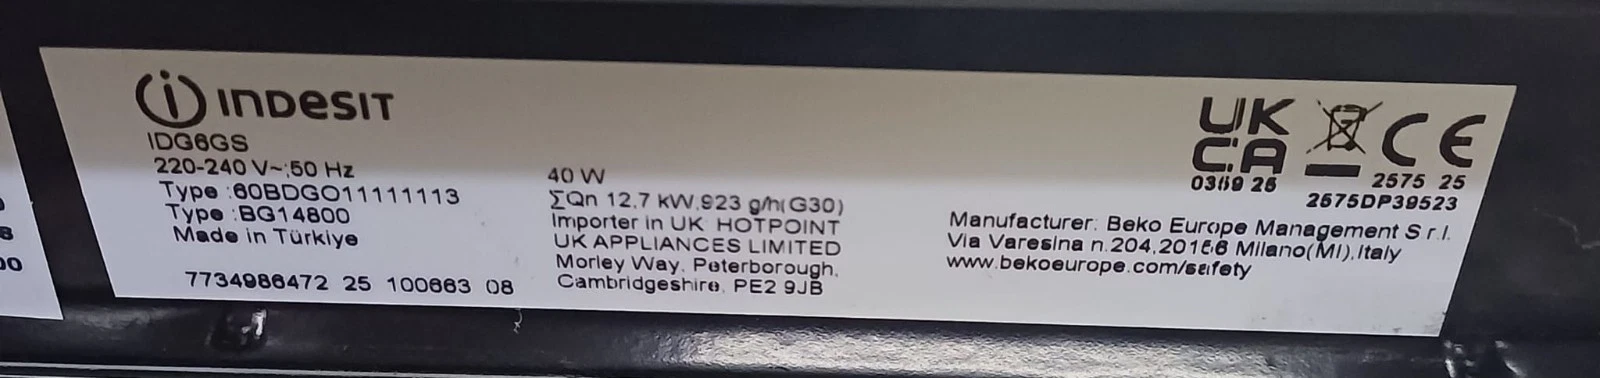 INDESIT
IDG6GS
220-240 V~;50 Hz
Type :60BDGO11111113
Type :BG14800
Made in Türkiye
7734986472 25 100663 08
40 W
ΣQn 12,7 kW,923 g/h(G30)
Importer in UK HOTPOINT
UK APPLIANCES LIMITED
Morley Way, Peterborough,
Cambridgeshire, PE2 9JB
UK
CA
CE
0359 25
2575 25
2575DP39523
Manufacturer: Beko Europe Management S.r.l.
Via Varesina n.204,20156 Milano(MI),Italy
www.bekoeurope.com/safety